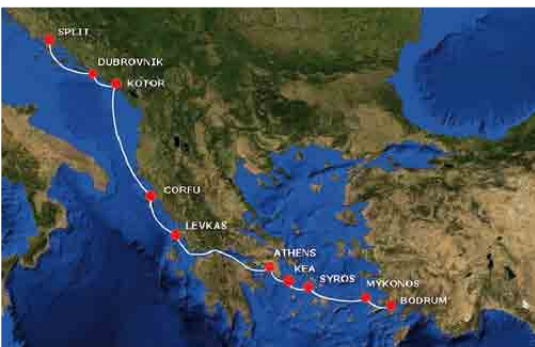 SPLIT
DUBROVNIK
KOTOR
CORFU
LEVKAS
ATHENS
KEA
SYROS
MYKONOS
BODRUM